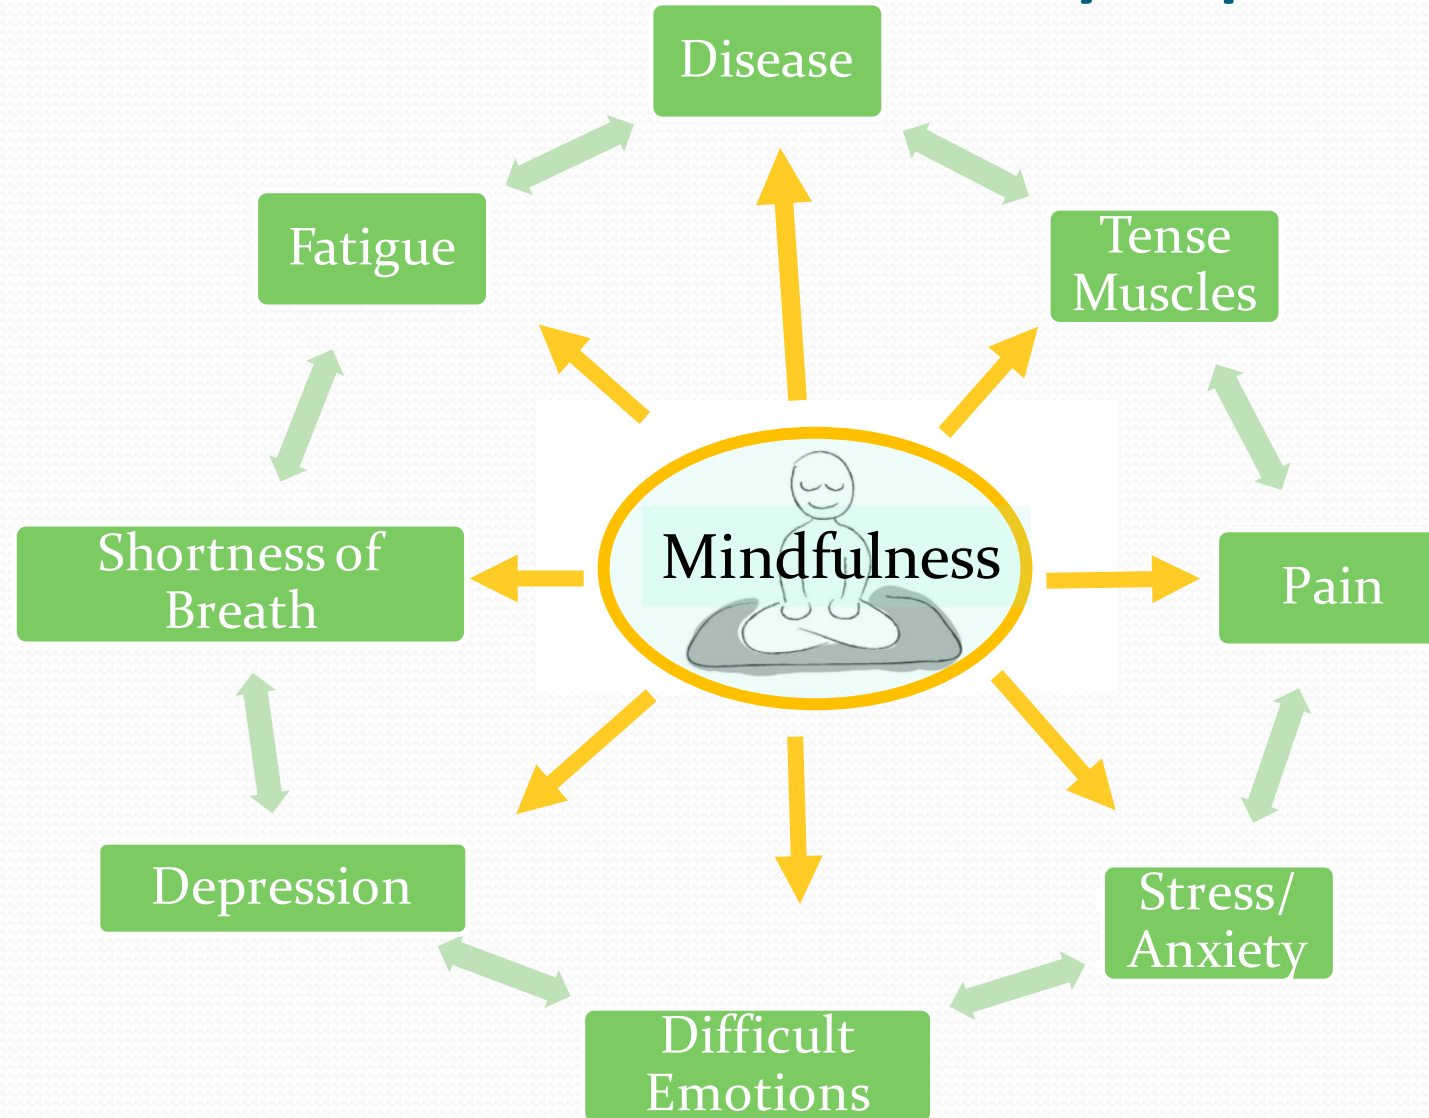 Disease
Fatigue
Tense
Muscles
Mindfulness
Shortness of
Breath
Pain
Depression
Stress/
Anxiety
Difficult
Emotions